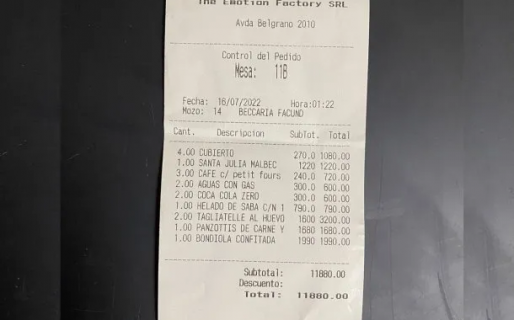 The Emotion Factory SRL
Avda Belgrano 2010
Control del Pedido
Mesa: 11B
Fecha: 16/07/2022 Hora:01:22
Mozo: 14 BECCARIA FACUNO
Cant. Descripcion SubTot. Total
4.00 CUBIERTO 270.0 1080.00
1.00 SANTA JULIA MALBEC 1220 1220.00
3.00 CAFE c/ petit fours 240.0 720.00
2.00 AGUAS CON GAS 300.0 600.00
2.00 COCA COLA ZERO 300.0 600.00
1.00 HELADO DE SABA C/N 1 790.0 790.00
2.00 TAGLIATELLE AL HUEVO 1600 3200.00
1.00 PANZOTTIS DE CARNE Y 1680 1680.00
1.00 BONDIOLA CONFITADA 1990 1990.00
Subtotal: 11880.00
Descuento:
Total: 11880.00